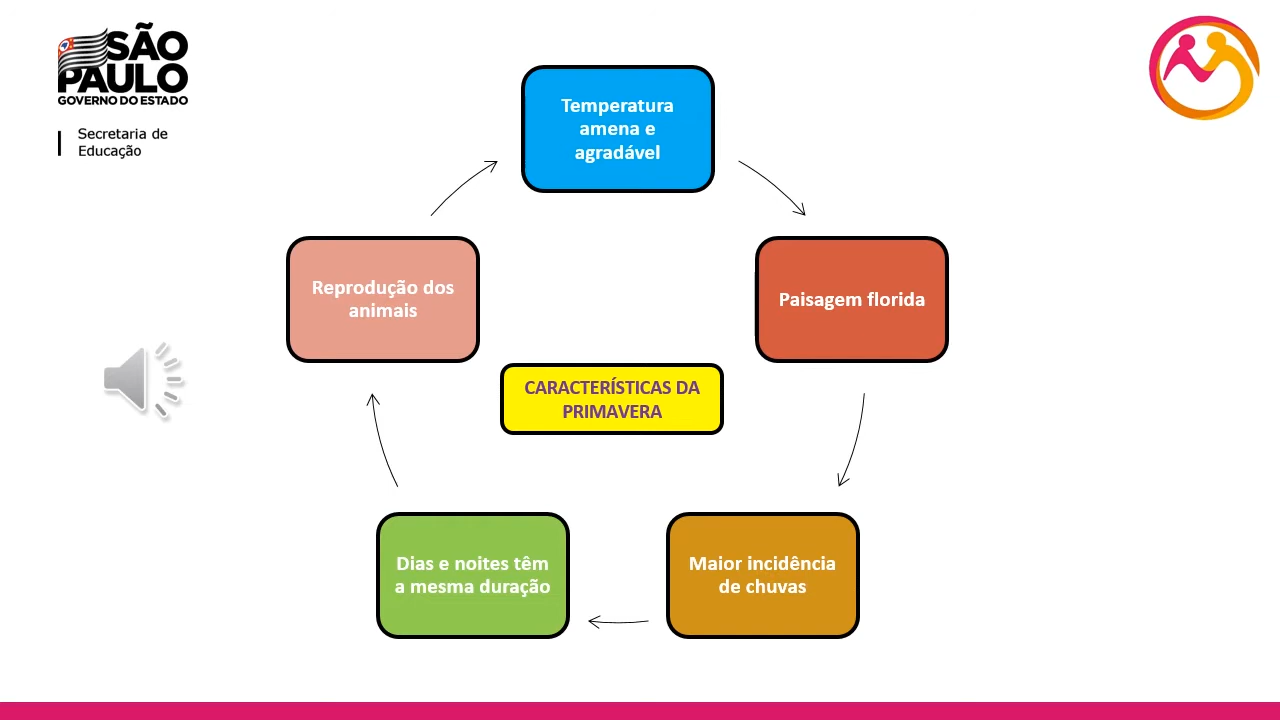 SÃO
PAULO
GOVERNO DO ESTADO
Secretaria de
Educação
Temperatura
amena e
agradável
Paisagem florida
Maior incidência
de chuvas
Dias e noites têm
a mesma duração
Reprodução dos
animais
CARACTERÍSTICAS DA
PRIMAVERA